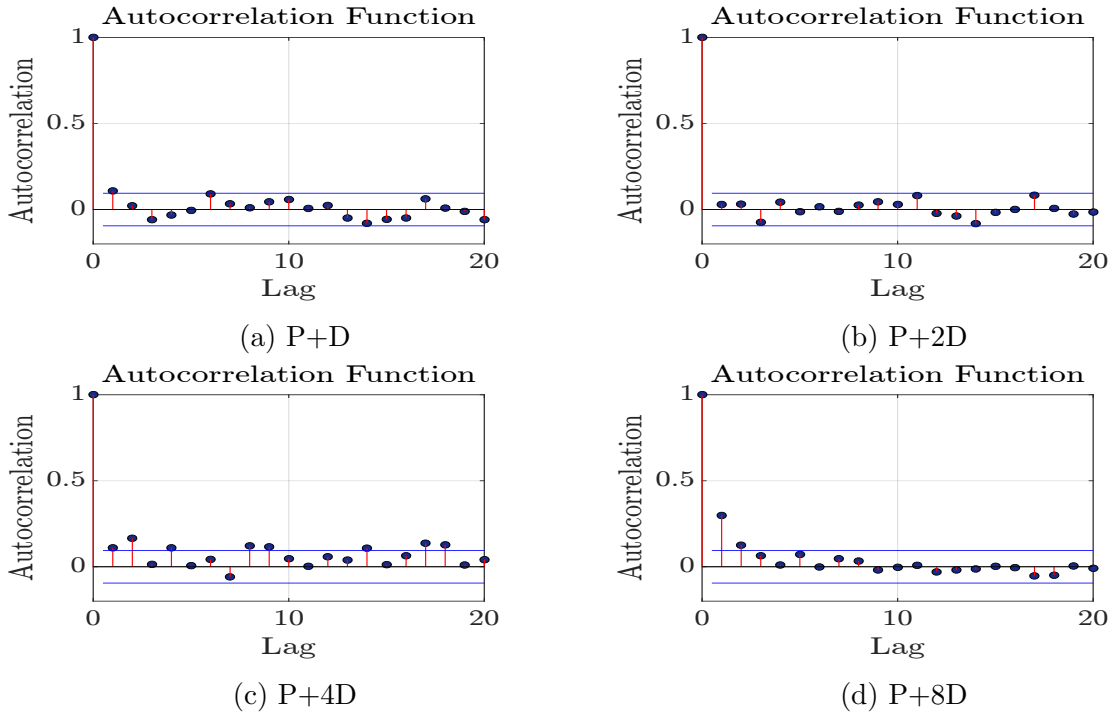 Autocorrelation Function
Autocorrelation
1
0.5
0
0 10 20
Lag
(a) P+D
Autocorrelation Function
Autocorrelation
1
0.5
0
0 10 20
Lag
(b) P+2D
Autocorrelation Function
Autocorrelation
1
0.5
0
0 10 20
Lag
(c) P+4D
Autocorrelation Function
Autocorrelation
1
0.5
0
0 10 20
Lag
(d) P+8D